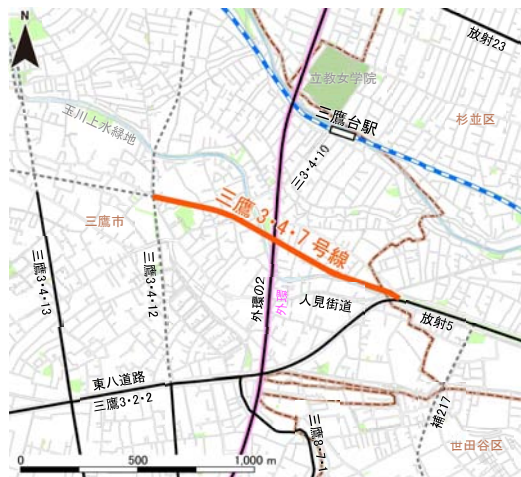 N
放射23
立教女学院
玉川上水緑地
三鷹台駅
杉並区
三3・4・10
三鷹3・4・7号線
三鷹市
三鷹3・4・13
三鷹3・4・12
外環の2
外環
人見街道
放射5
東八道路
三鷹3・2・2
補217
三鷹8・7・1
世田谷区
0 500 1,000 m